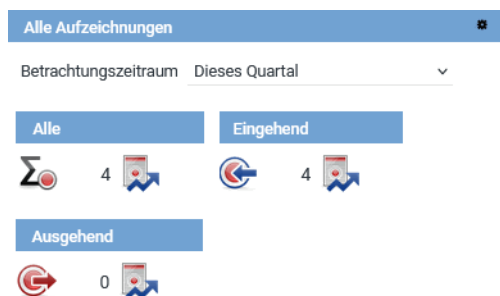 Alle Aufzeichnungen
Betrachtungszeitraum Dieses Quartal
Alle Eingehend
4 4
Ausgehend
0